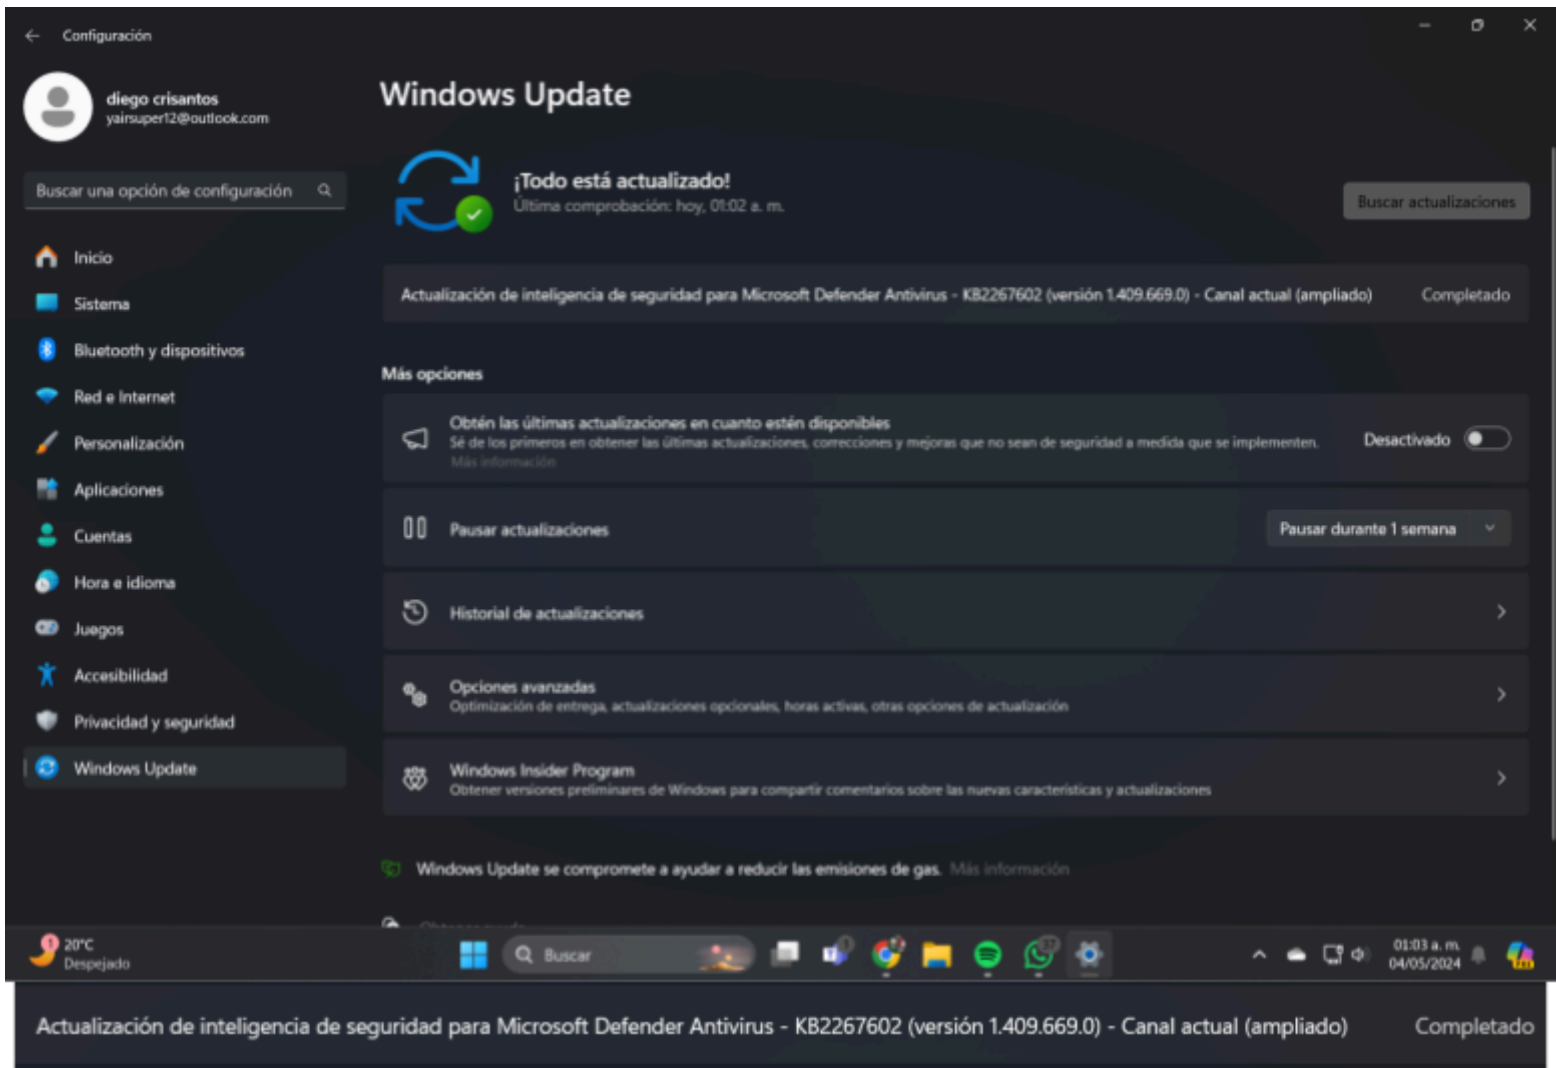 Configuración
diego crisantos
yairsuper12@outlook.com
Buscar una opción de configuración
Inicio
Sistema
Bluetooth y dispositivos
Red e Internet
Personalización
Aplicaciones
Cuentas
Hora e idioma
Juegos
Accesibilidad
Privacidad y seguridad
Windows Update
Windows Update
¡Todo está actualizado!
Última comprobación: hoy, 01:02 a. m.
Buscar actualizaciones
Actualización de inteligencia de seguridad para Microsoft Defender Antivirus - KB2267602 (versión 1.409.669.0) - Canal actual (ampliado) Completado
Más opciones
Obtén las últimas actualizaciones en cuanto estén disponibles
Sé de los primeros en obtener las últimas actualizaciones, correcciones y mejoras que no sean de seguridad a medida que se implementen.
Más información
Desactivado
Pausar actualizaciones
Pausar durante 1 semana
Historial de actualizaciones
Opciones avanzadas
Optimización de entrega, actualizaciones opcionales, horas activas, otras opciones de actualización
Windows Insider Program
Obtener versiones preliminares de Windows para compartir comentarios sobre las nuevas características y actualizaciones
Windows Update se compromete a ayudar a reducir las emisiones de gas. Más información
1
20°C
Despejado
Buscar
37
01:03 a. m.
04/05/2024
Actualización de inteligencia de seguridad para Microsoft Defender Antivirus - KB2267602 (versión 1.409.669.0) - Canal actual (ampliado) Completado